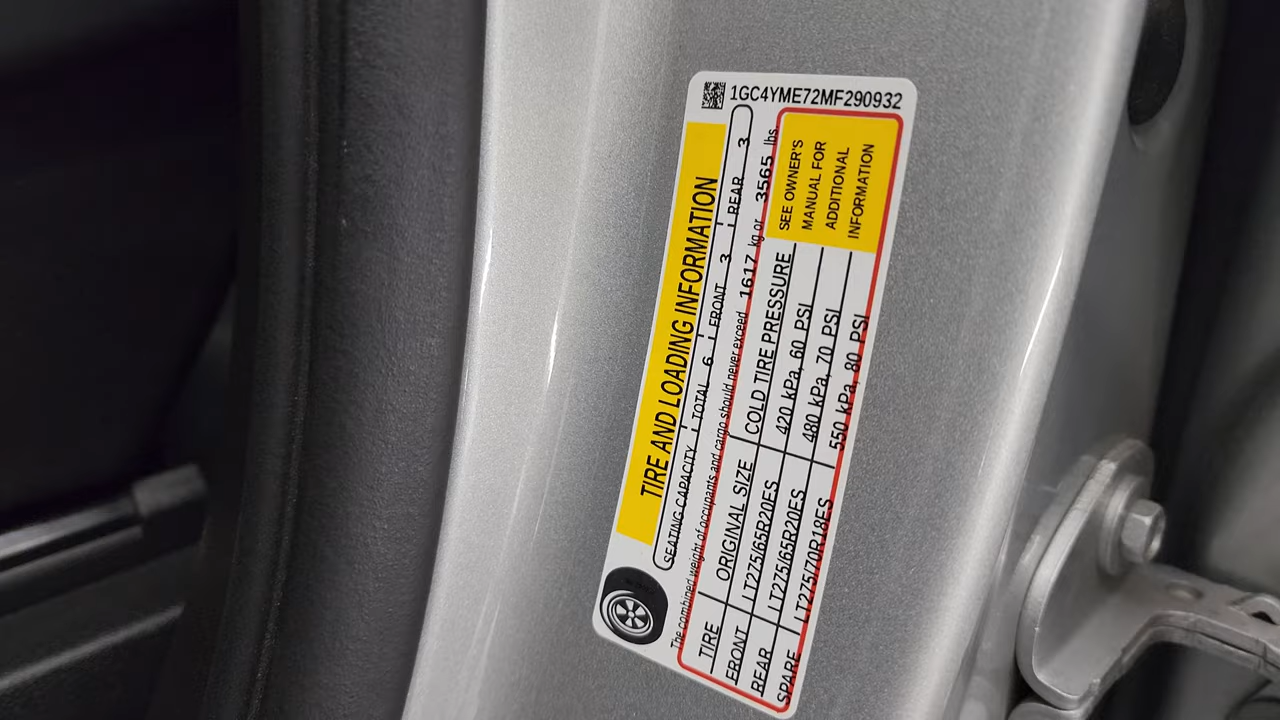 1GC4YME72MF290932
TIRE AND LOADING INFORMATION
SEATING CAPACITY TOTAL 6 FRONT 3 REAR 3
The combined weight of occupants and cargo should never exceed 1617 kg or 3565 lbs
TIRE ORIGINAL SIZE COLD TIRE PRESSURE
FRONT LT275/65R20ES 420 kPa, 60 PSI
REAR LT275/65R20ES 480 kPa, 70 PSI
SPARE LT275/70R18ES 550 kPa, 80 PSI
SEE OWNER'S
MANUAL FOR
ADDITIONAL
INFORMATION